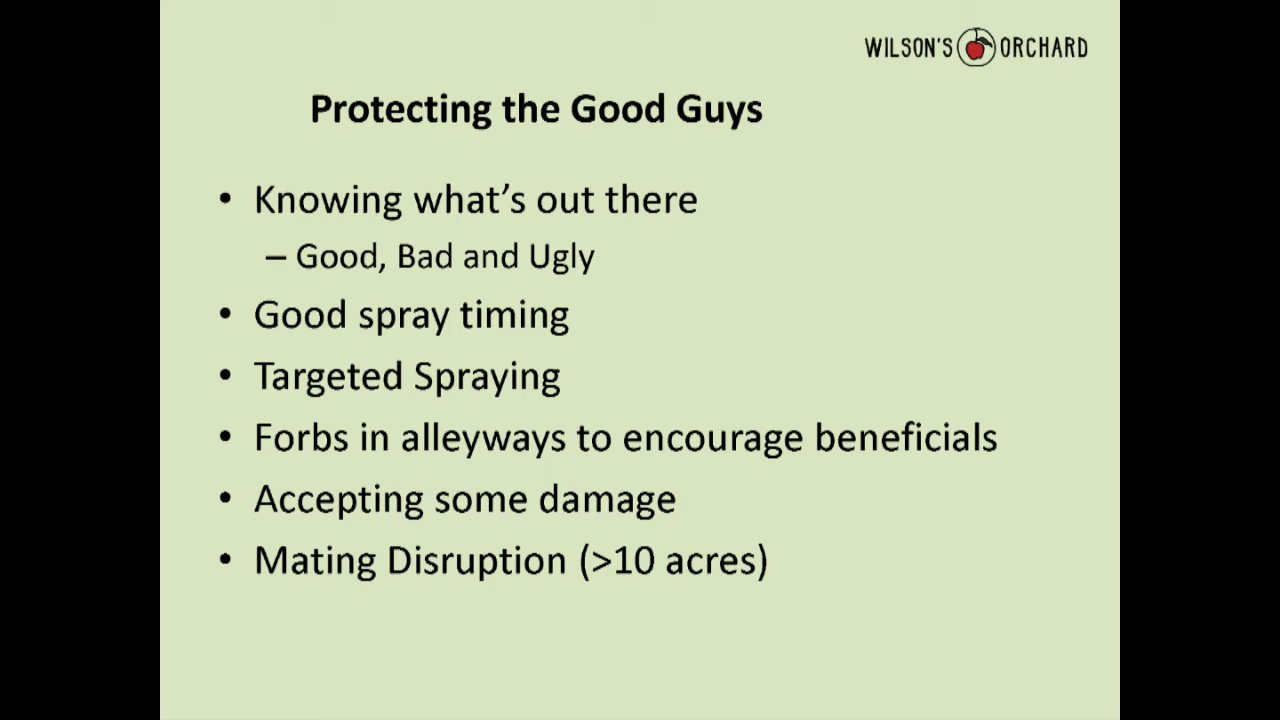 WILSON'S ORCHARD
Protecting the Good Guys
• Knowing what's out there
– Good, Bad and Ugly
• Good spray timing
• Targeted Spraying
• Forbs in alleyways to encourage beneficials
• Accepting some damage
• Mating Disruption (>10 acres)